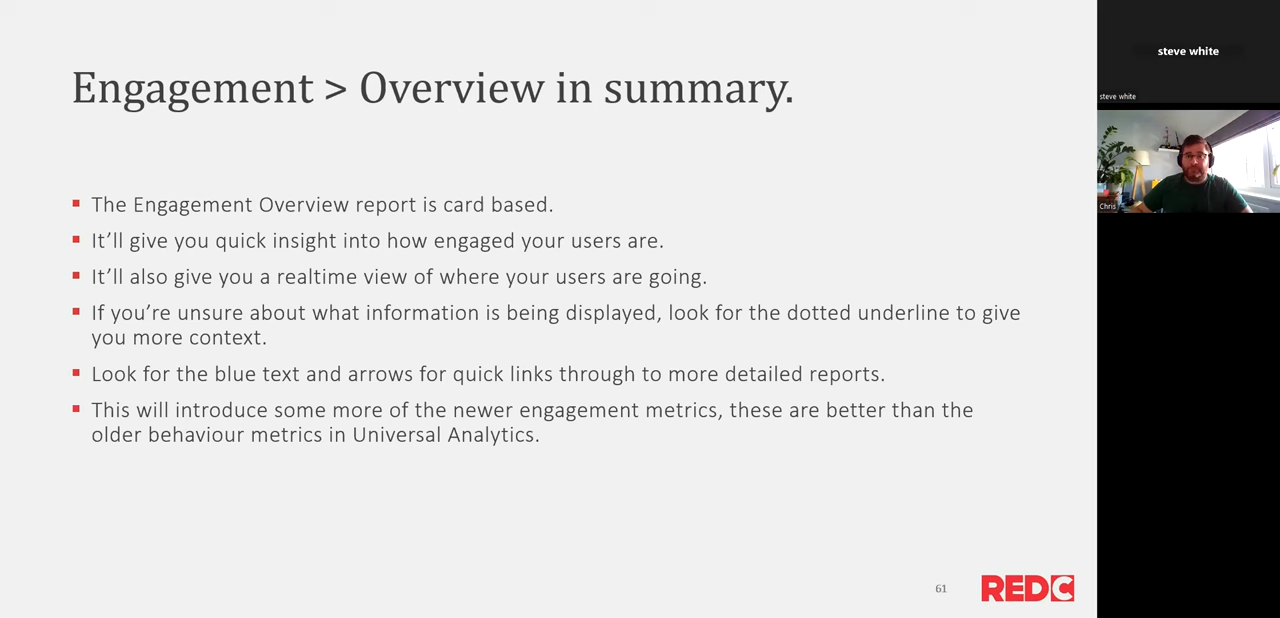 Engagement > Overview in summary.
The Engagement Overview report is card based.
It’ll give you quick insight into how engaged your users are.
It’ll also give you a realtime view of where your users are going.
If you’re unsure about what information is being displayed, look for the dotted underline to give
you more context.
Look for the blue text and arrows for quick links through to more detailed reports.
This will introduce some more of the newer engagement metrics, these are better than the
older behaviour metrics in Universal Analytics.
61
REDC
steve white
steve white
Chris